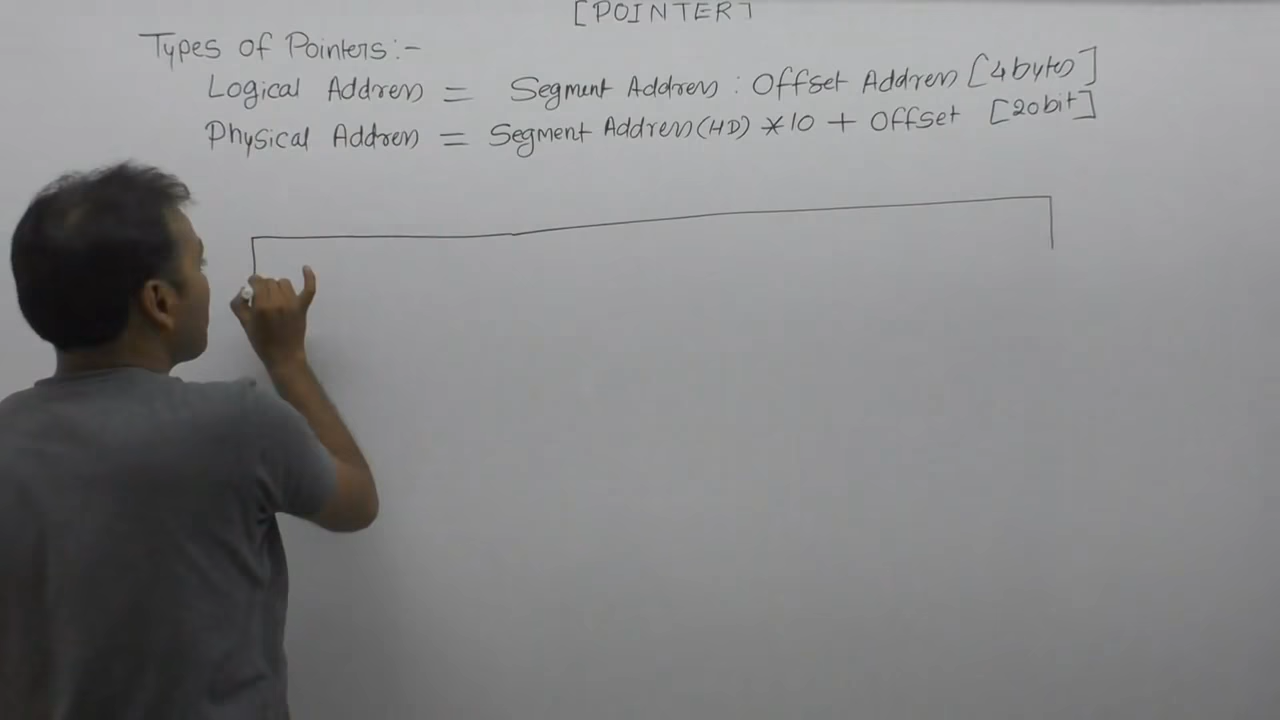 [POINTER]
Types of Pointers:-
Logical Address = Segment Address : Offset Address [4bytes]
Physical Address = Segment Address(HD) *10 + Offset [20bit]